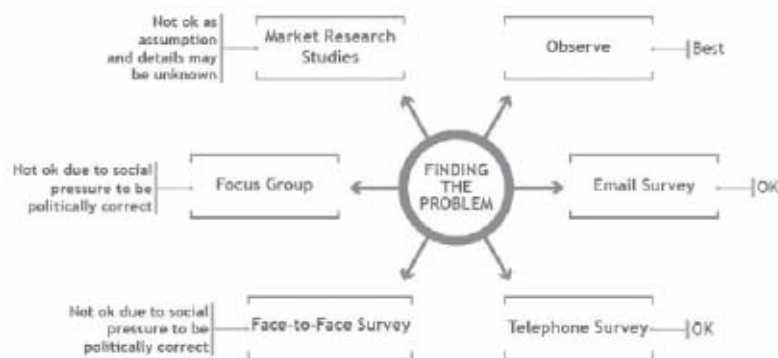 Not ok as
assumption
and details may
be unknown
Market Research
Studies
Observe
Best
Not ok due to social
pressure to be
politically correct
Focus Group
FINDING
THE
PROBLEM
Email Survey
OK
Not ok due to social
pressure to be
politically correct
Face-to-Face Survey
Telephone Survey
OK